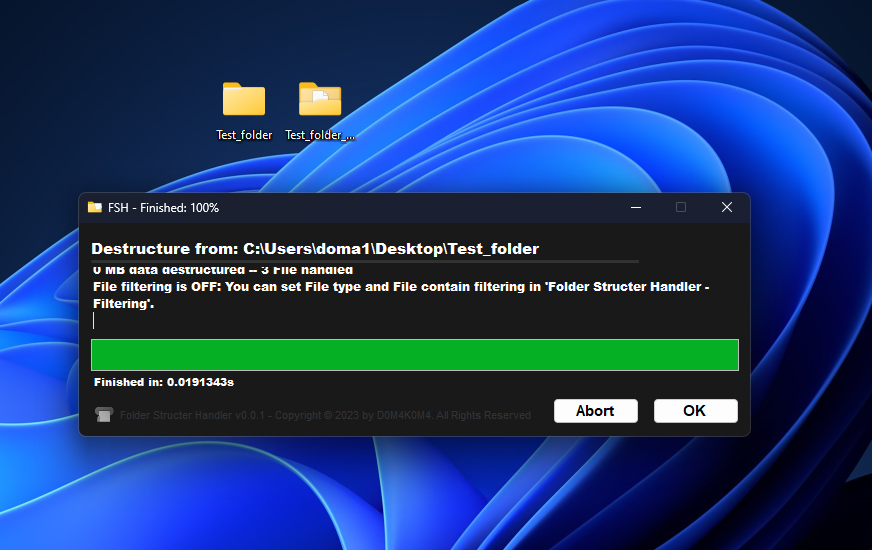 Test_folder
Test_folder_...
FSH - Finished: 100%
Destructure from: C:\Users\doma1\Desktop\Test_folder
0 MB data destructured -- 3 File handled
File filtering is OFF: You can set File type and File contain filtering in 'Folder Structer Handler -
Filtering'.
Finished in: 0.0191343s
Folder Structer Handler v0.0.1 - Copyright © 2023 by D0M4K0M4. All Rights Reserved
Abort
OK